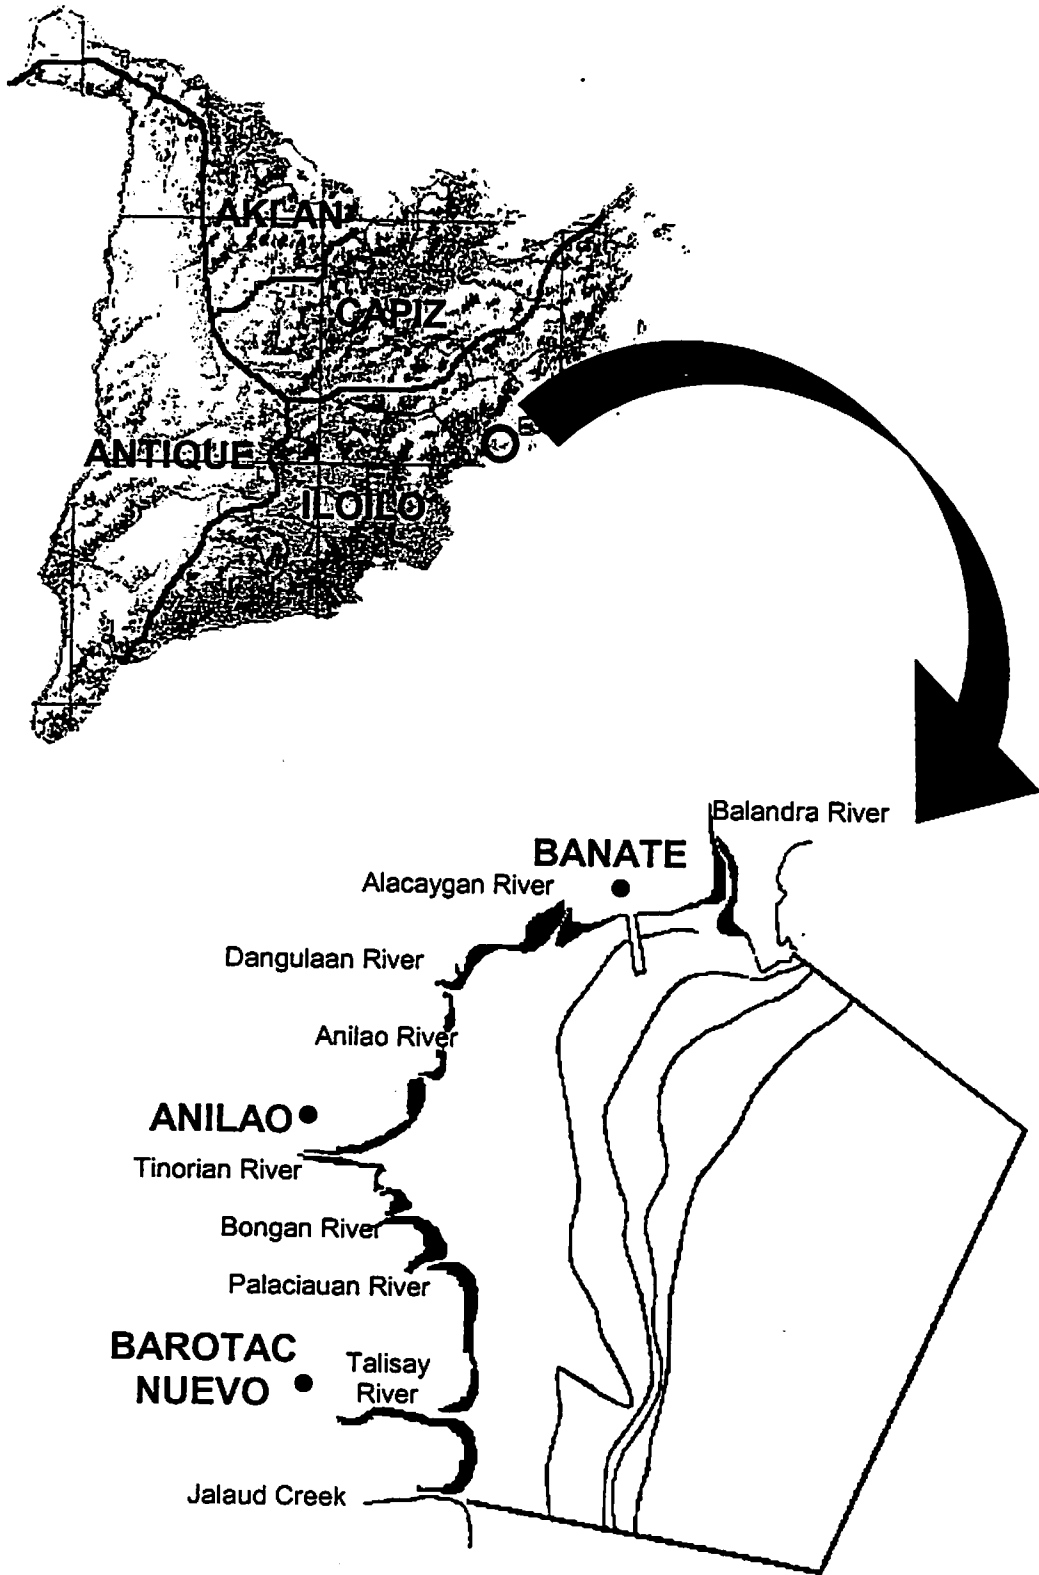 AKLAN
CAPIZ
ANTIQUE
ILOILO
Balandra River
BANATE
Alacaygan River
Dangulaan River
Anilao River
ANILAO
Tinorian River
Bongan River
Palaciauan River
BAROTAC
NUEVO
Talisay
River
Jalaud Creek